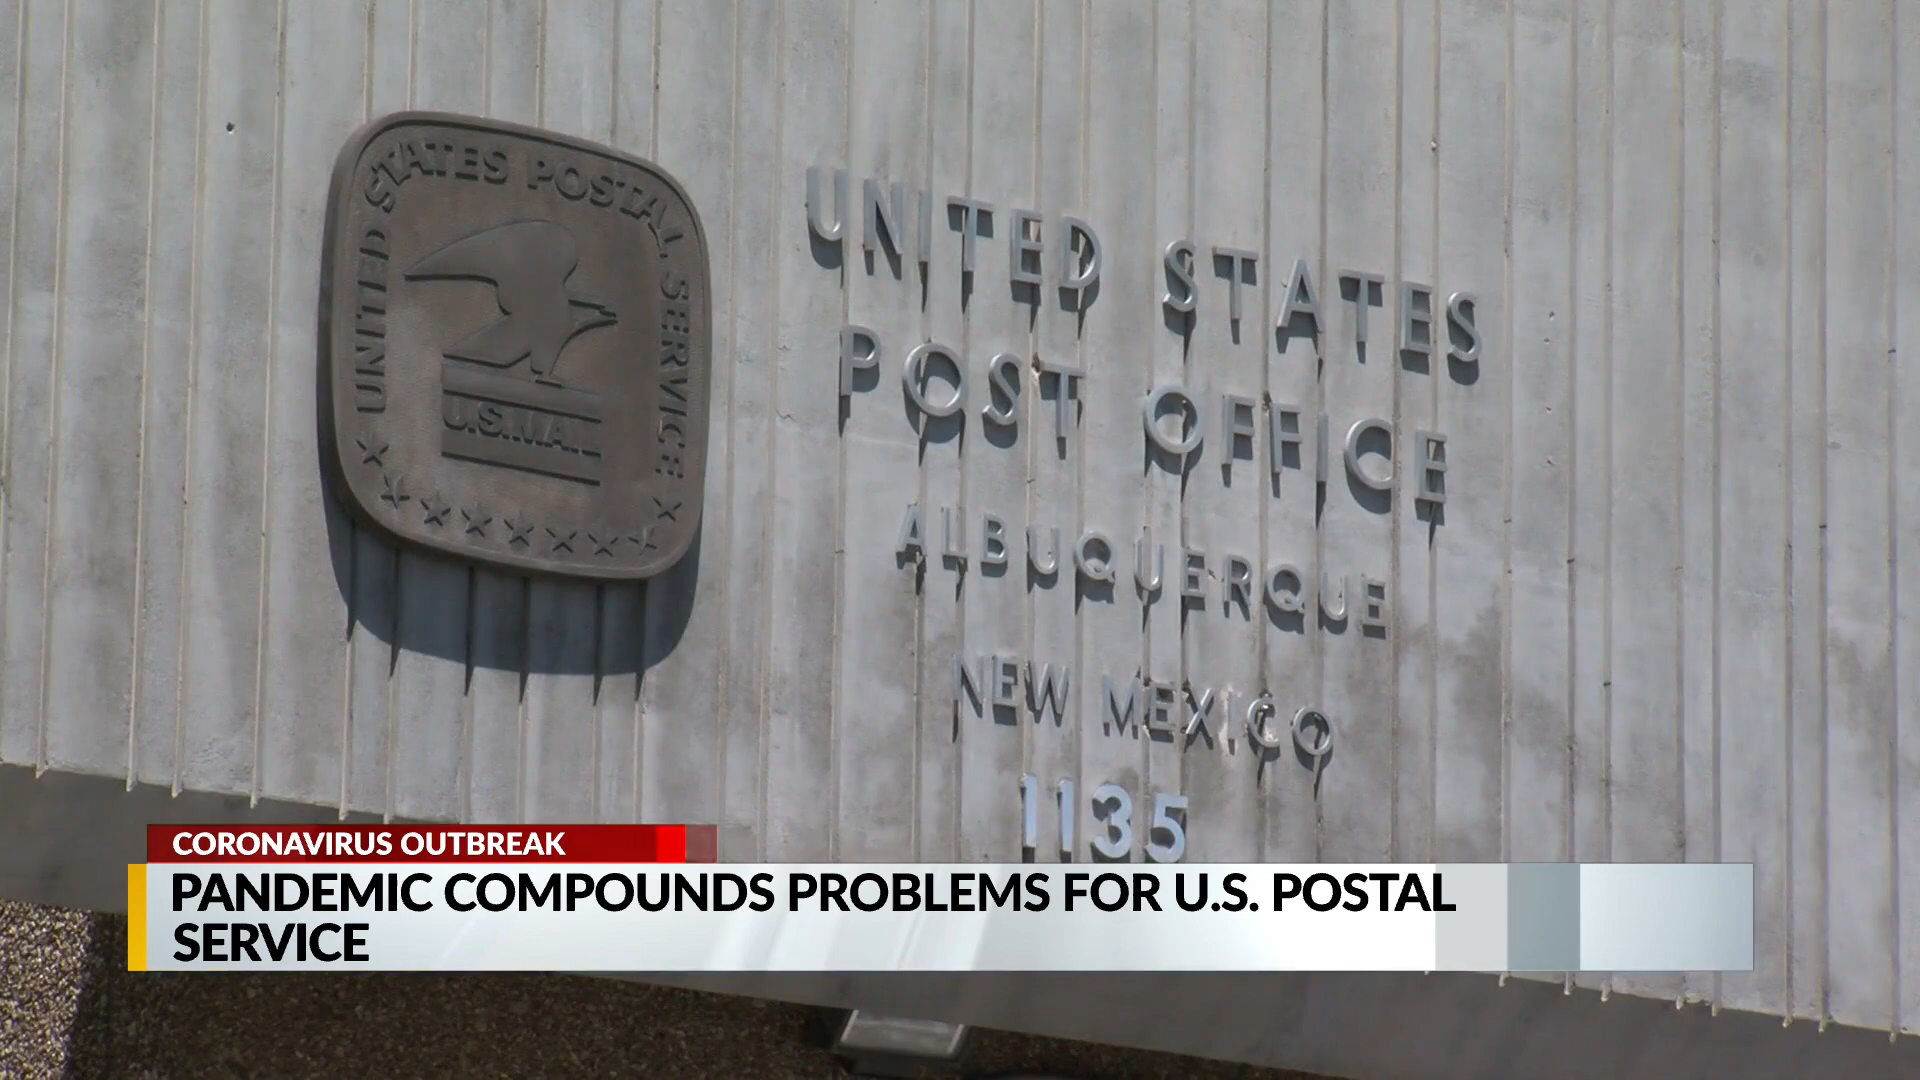 UNITED STATES POSTAL SERVICE
U.S.MAIL
UNITED STATES
POST OFFICE
ALBUQUERQUE
NEW MEXICO
1135
CORONAVIRUS OUTBREAK
PANDEMIC COMPOUNDS PROBLEMS FOR U.S. POSTAL
SERVICE